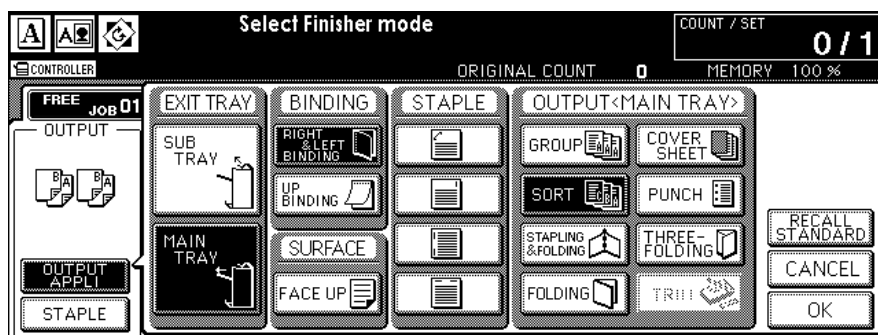 Select Finisher mode
COUNT / SET
0 / 1
A
A
CONTROLLER
ORIGINAL COUNT 0 MEMORY 100 %
FREE JOB 01
OUTPUT
B A B A
OUTPUT APPLI
STAPLE
EXIT TRAY
SUB TRAY
MAIN TRAY
BINDING
RIGHT &LEFT BINDING
UP BINDING
SURFACE
FACE UP
STAPLE
OUTPUT<MAIN TRAY>
GROUP
COVER SHEET
SORT
PUNCH
STAPLING &FOLDING
THREE-FOLDING
FOLDING
RECALL STANDARD
CANCEL
OK